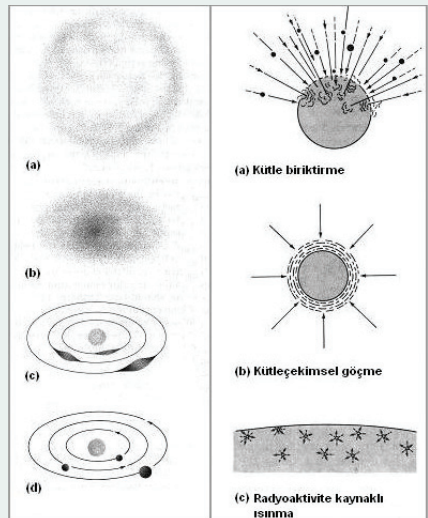 (a)
(b)
(c)
(d)
(a) Kütle biriktirme
(b) Kütleçekimsel göçme
(c) Radyoaktivite kaynaklı
ısınma